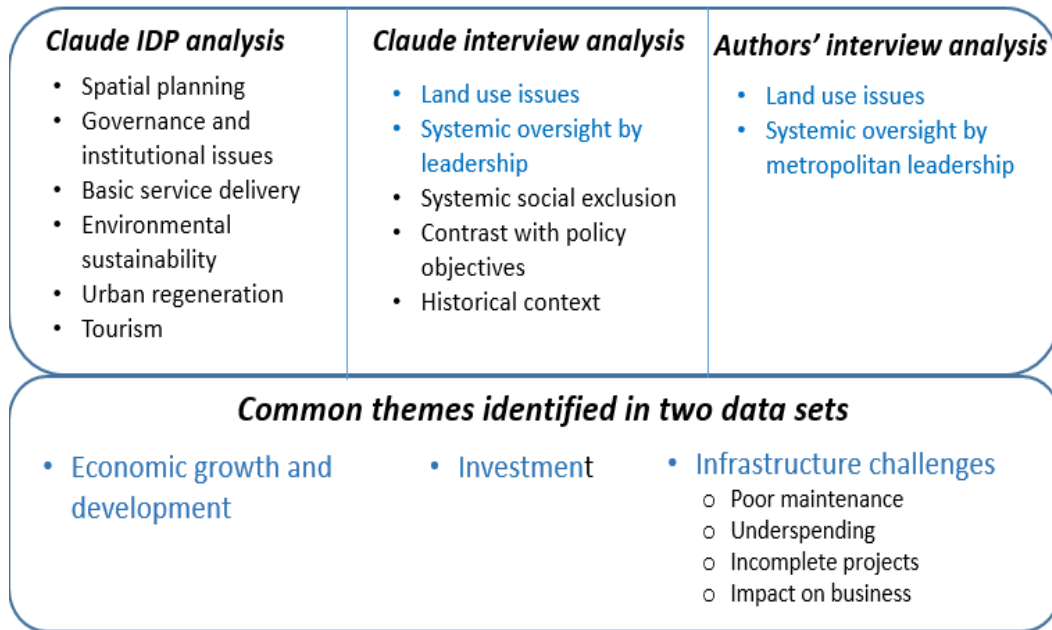 Claude IDP analysis
• Spatial planning
• Governance and
institutional issues
• Basic service delivery
• Environmental
sustainability
• Urban regeneration
• Tourism
Claude interview analysis
• Land use issues
• Systemic oversight by
leadership
• Systemic social exclusion
• Contrast with policy
objectives
• Historical context
Authors' interview analysis
• Land use issues
• Systemic oversight by
metropolitan leadership
Common themes identified in two data sets
• Economic growth and
development
• Investment
• Infrastructure challenges
o Poor maintenance
o Underspending
o Incomplete projects
o Impact on business